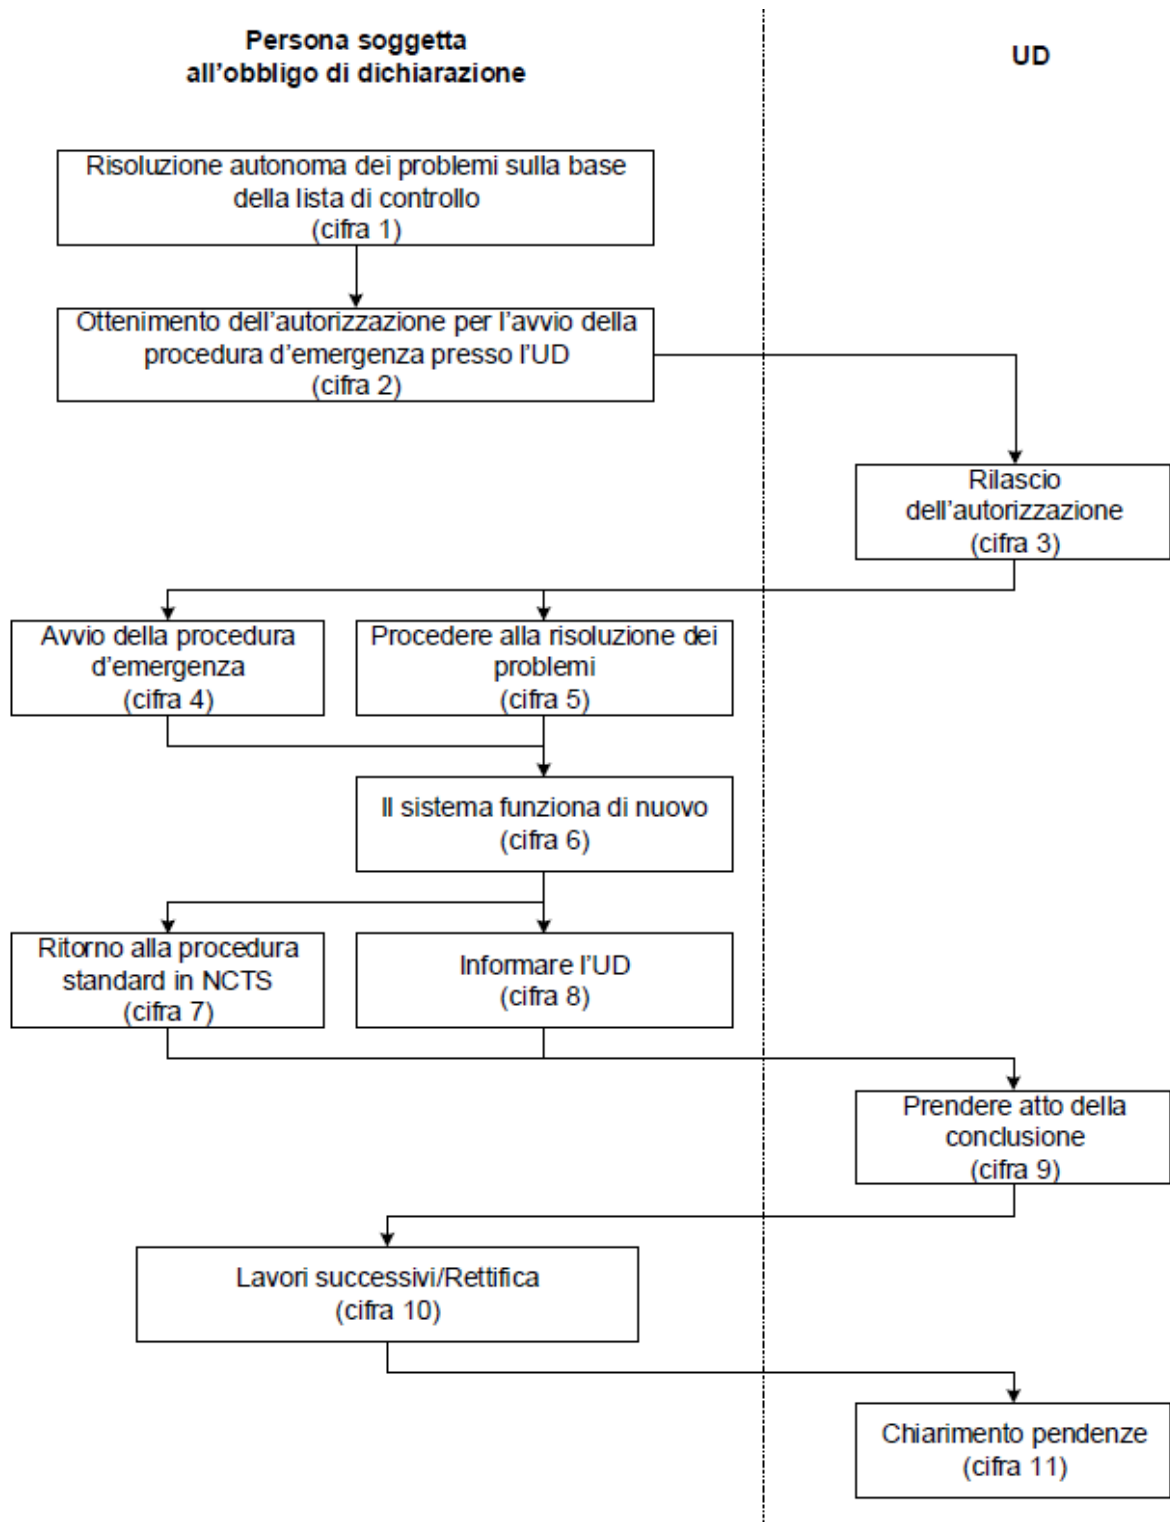 Persona soggetta
all'obbligo di dichiarazione
UD
Risoluzione autonoma dei problemi sulla base
della lista di controllo
(cifra 1)
Ottenimento dell'autorizzazione per l'avvio della
procedura d'emergenza presso l'UD
(cifra 2)
Rilascio
dell'autorizzazione
(cifra 3)
Avvio della procedura
d'emergenza
(cifra 4)
Procedere alla risoluzione dei
problemi
(cifra 5)
Il sistema funziona di nuovo
(cifra 6)
Ritorno alla procedura
standard in NCTS
(cifra 7)
Informare l'UD
(cifra 8)
Prendere atto della
conclusione
(cifra 9)
Lavori successivi/Rettifica
(cifra 10)
Chiarimento pendenze
(cifra 11)